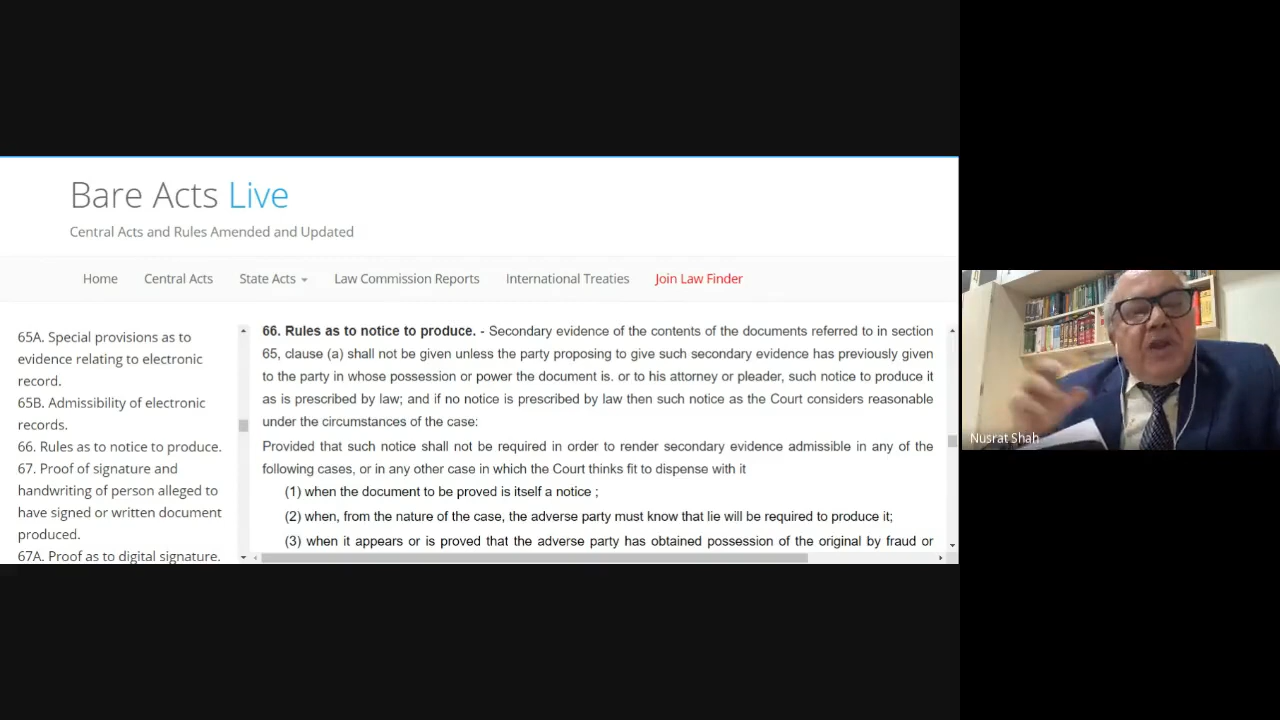 Bare Acts Live
Central Acts and Rules Amended and Updated
Home Central Acts State Acts Law Commission Reports International Treaties Join Law Finder
65A. Special provisions as to
evidence relating to electronic
record.
65B. Admissibility of electronic
records.
66. Rules as to notice to produce.
67. Proof of signature and
handwriting of person alleged to
have signed or written document
produced.
67A. Proof as to digital signature.
66. Rules as to notice to produce. - Secondary evidence of the contents of the documents referred to in section
65, clause (a) shall not be given unless the party proposing to give such secondary evidence has previously given
to the party in whose possession or power the document is. or to his attorney or pleader, such notice to produce it
as is prescribed by law; and if no notice is prescribed by law then such notice as the Court considers reasonable
under the circumstances of the case:
Provided that such notice shall not be required in order to render secondary evidence admissible in any of the
following cases, or in any other case in which the Court thinks fit to dispense with it
(1) when the document to be proved is itself a notice ;
(2) when, from the nature of the case, the adverse party must know that lie will be required to produce it;
(3) when it appears or is proved that the adverse party has obtained possession of the original by fraud or
Nusrat Shah